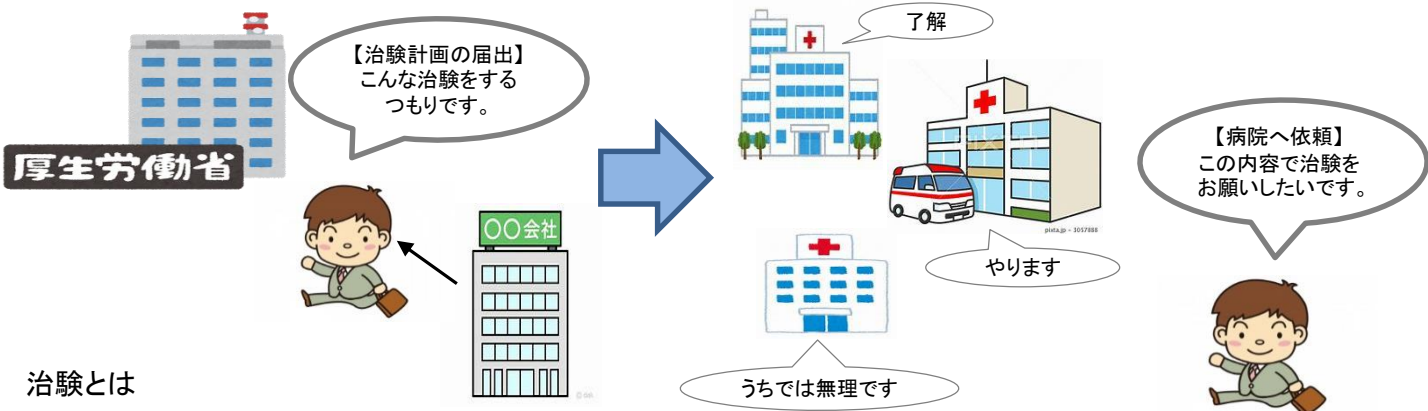 【治験計画の届出】
こんな治験をする
つもりです。
厚生労働省
〇〇会社
治験とは
了解
やります
うちでは無理です
【病院へ依頼】
この内容で治験を
お願いしたいです。
pixta.jp - 3057888